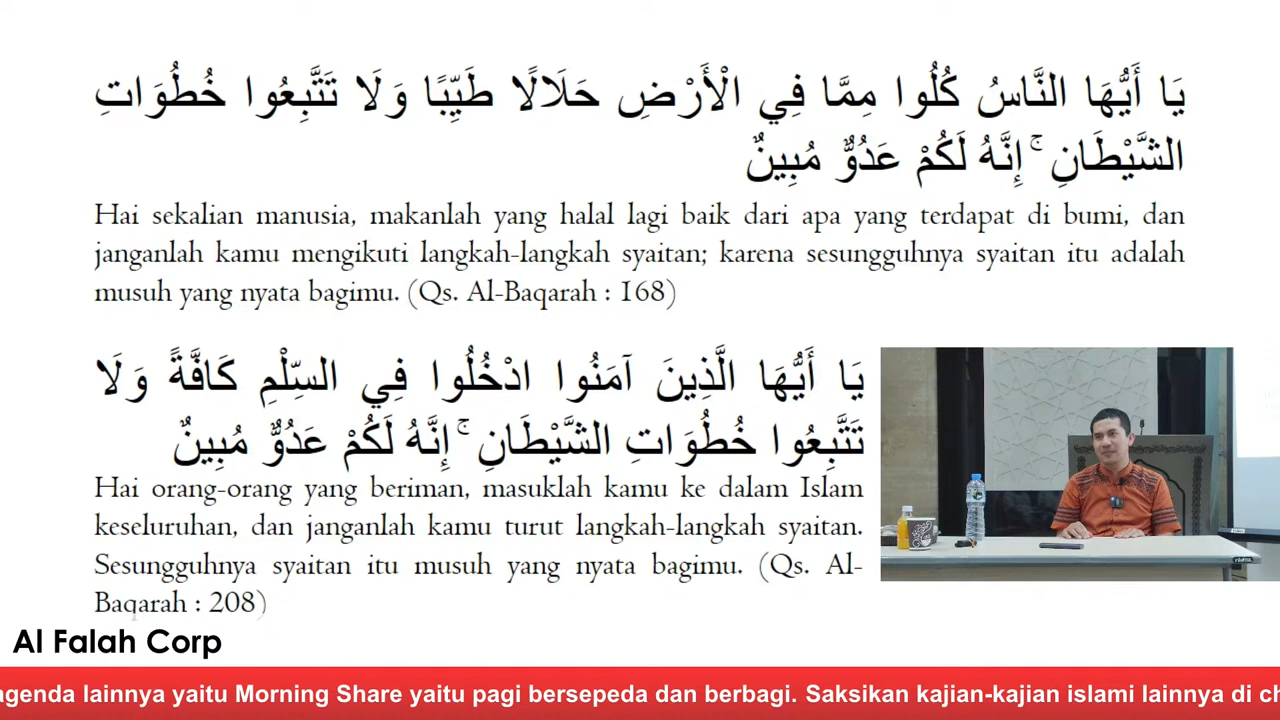 يَا أَيُّهَا النَّاسُ كُلُوا مِمَّا فِي الْأَرْضِ حَلَالًا طَيِّبًا وَلَا تَتَّبِعُوا خُطُوَاتِ
الشَّيْطَانِ ۚ إِنَّهُ لَكُمْ عَدُوٌّ مُبِينٌ
Hai sekalian manusia, makanlah yang halal lagi baik dari apa yang terdapat di bumi, dan
janganlah kamu mengikuti langkah-langkah syaitan; karena sesungguhnya syaitan itu adalah
musuh yang nyata bagimu. (Qs. Al-Baqarah : 168)
يَا أَيُّهَا الَّذِينَ آمَنُوا ادْخُلُوا فِي السِّلْمِ كَافَّةً وَلَا
تَتَّبِعُوا خُطُوَاتِ الشَّيْطَانِ ۚ إِنَّهُ لَكُمْ عَدُوٌّ مُبِينٌ
Hai orang-orang yang beriman, masuklah kamu ke dalam Islam
keseluruhan, dan janganlah kamu turut langkah-langkah syaitan.
Sesungguhnya syaitan itu musuh yang nyata bagimu. (Qs. Al-
Baqarah : 208)
Al Falah Corp
agenda lainnya yaitu Morning Share yaitu pagi bersepeda dan berbagi. Saksikan kajian-kajian islami lainnya di ch